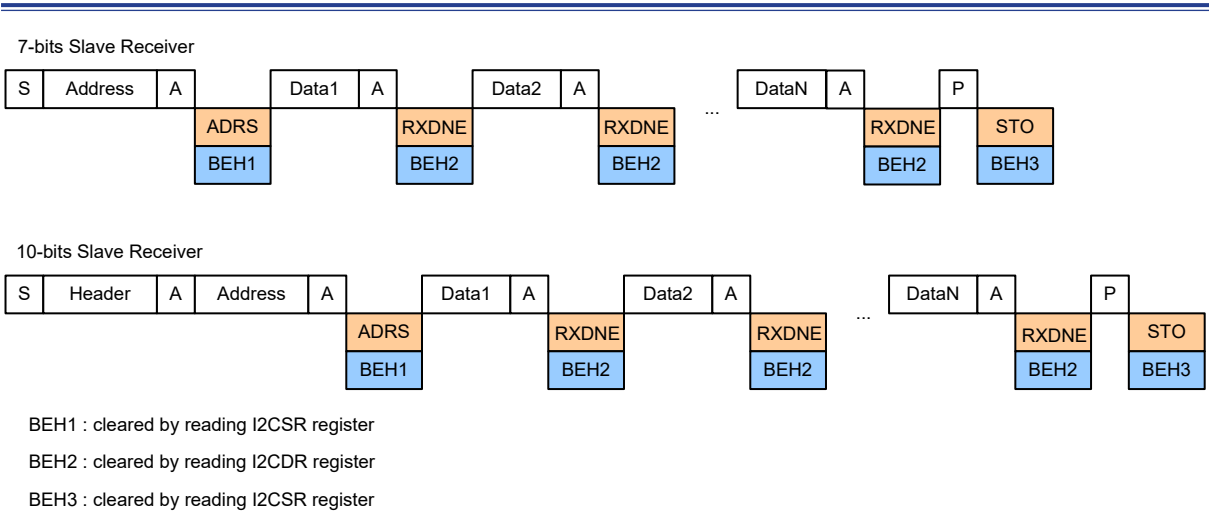 7-bits Slave Receiver
S Address A Data1 A Data2 A DataN A P
...
ADRS RXDNE RXDNE RXDNE STO
BEH1 BEH2 BEH2 BEH2 BEH3
10-bits Slave Receiver
S Header A Address A Data1 A Data2 A DataN A P
...
ADRS RXDNE RXDNE RXDNE STO
BEH1 BEH2 BEH2 BEH2 BEH3
BEH1 : cleared by reading I2CSR register
BEH2 : cleared by reading I2CDR register
BEH3 : cleared by reading I2CSR register